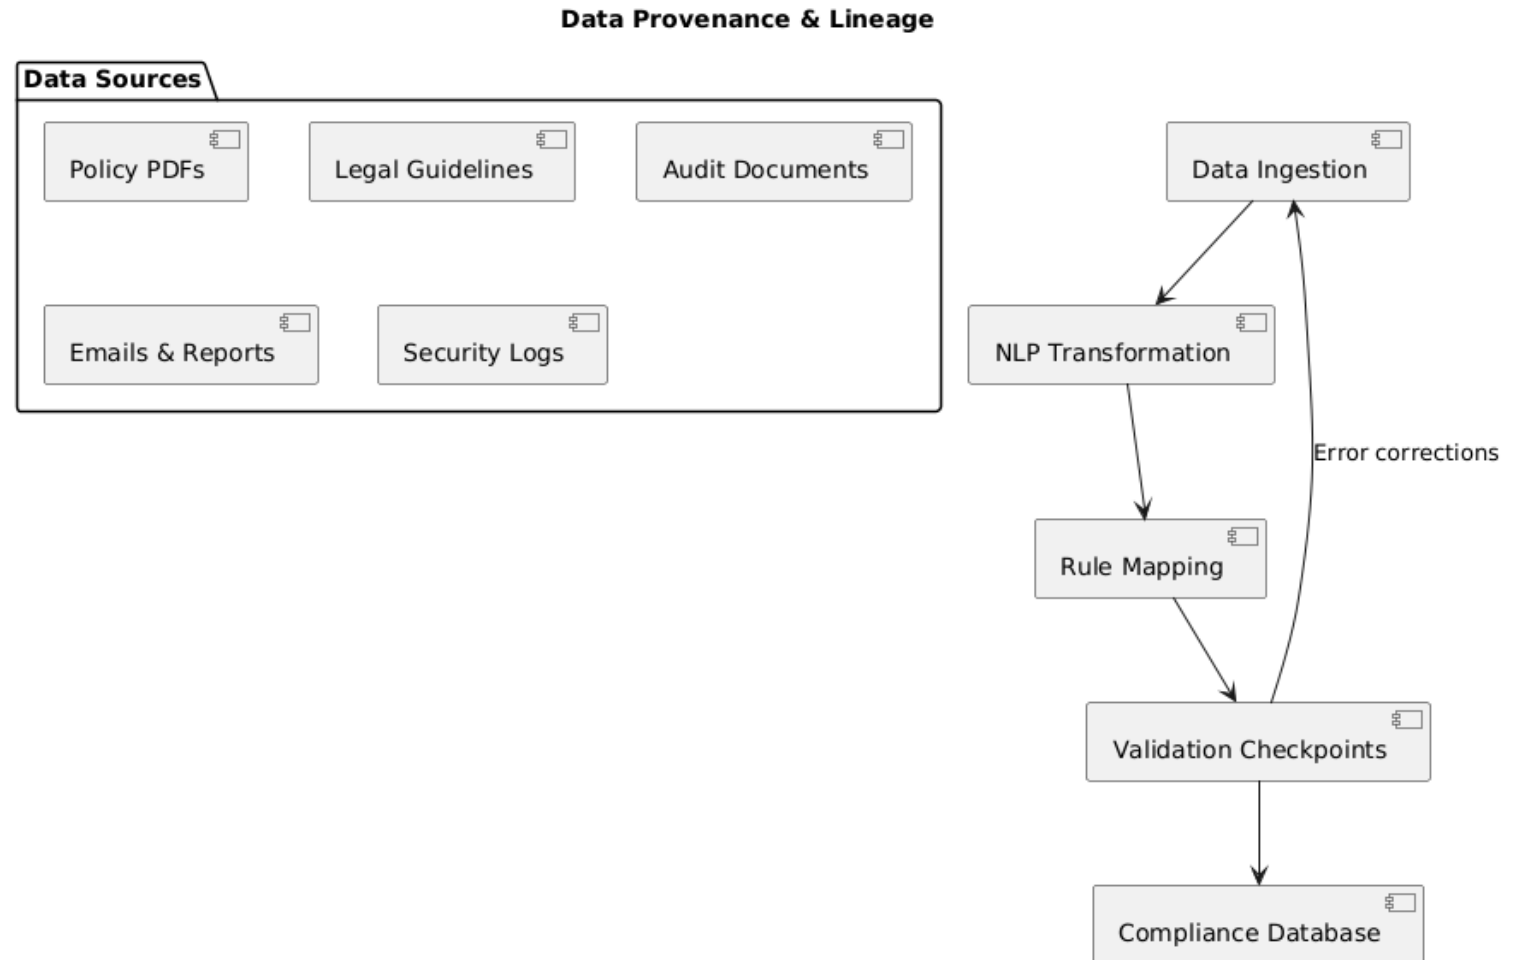 Data Provenance & Lineage
Data Sources
Policy PDFs
Legal Guidelines
Audit Documents
Emails & Reports
Security Logs
Data Ingestion
NLP Transformation
Error corrections
Rule Mapping
Validation Checkpoints
Compliance Database